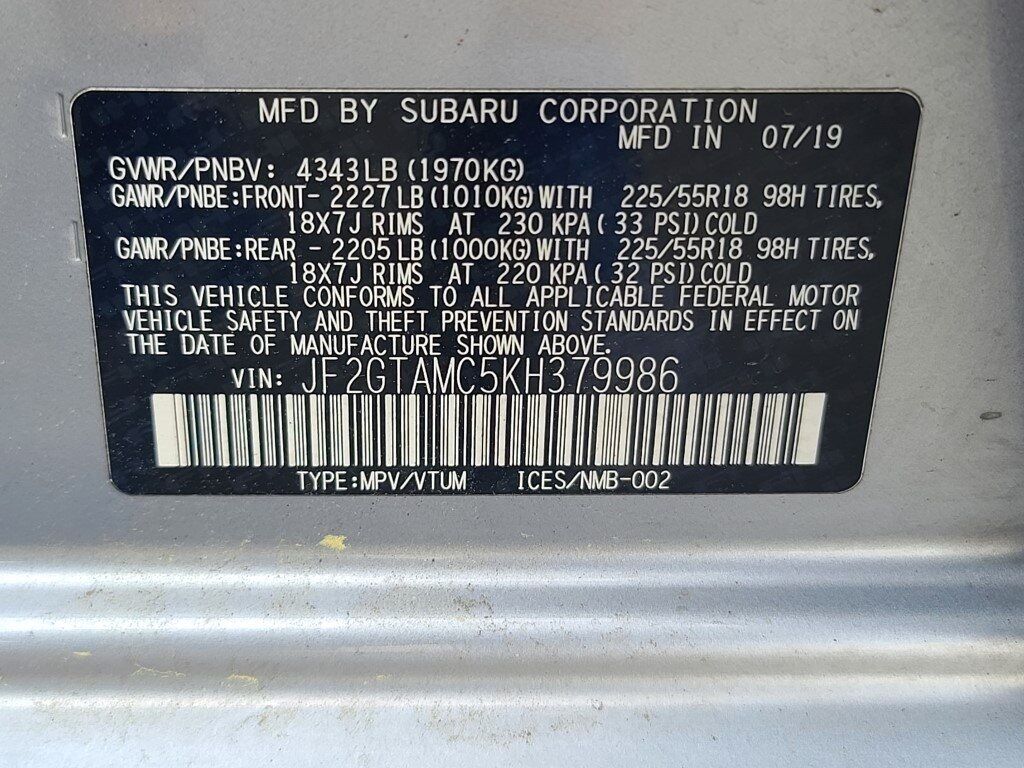 MFD BY SUBARU CORPORATION
MFD IN 07/19
GVWR/PNBV: 4343LB (1970KG)
GAWR/PNBE:FRONT- 2227LB (1010KG)WITH 225/55R18 98H TIRES,
18X7J RIMS AT 230 KPA( 33 PSI)COLD
GAWR/PNBE:REAR - 2205LB (1000KG)WITH 225/55R18 98H TIRES,
18X7J RIMS AT 220 KPA( 32 PSI)COLD
THIS VEHICLE CONFORMS TO ALL APPLICABLE FEDERAL MOTOR
VEHICLE SAFETY AND THEFT PREVENTION STANDARDS IN EFFECT ON
THE DATE OF MANUFACTURE SHOWN ABOVE.
VIN: JF2GTAMC5KH379986
TYPE:MPV/VTUM ICES/NMB-002